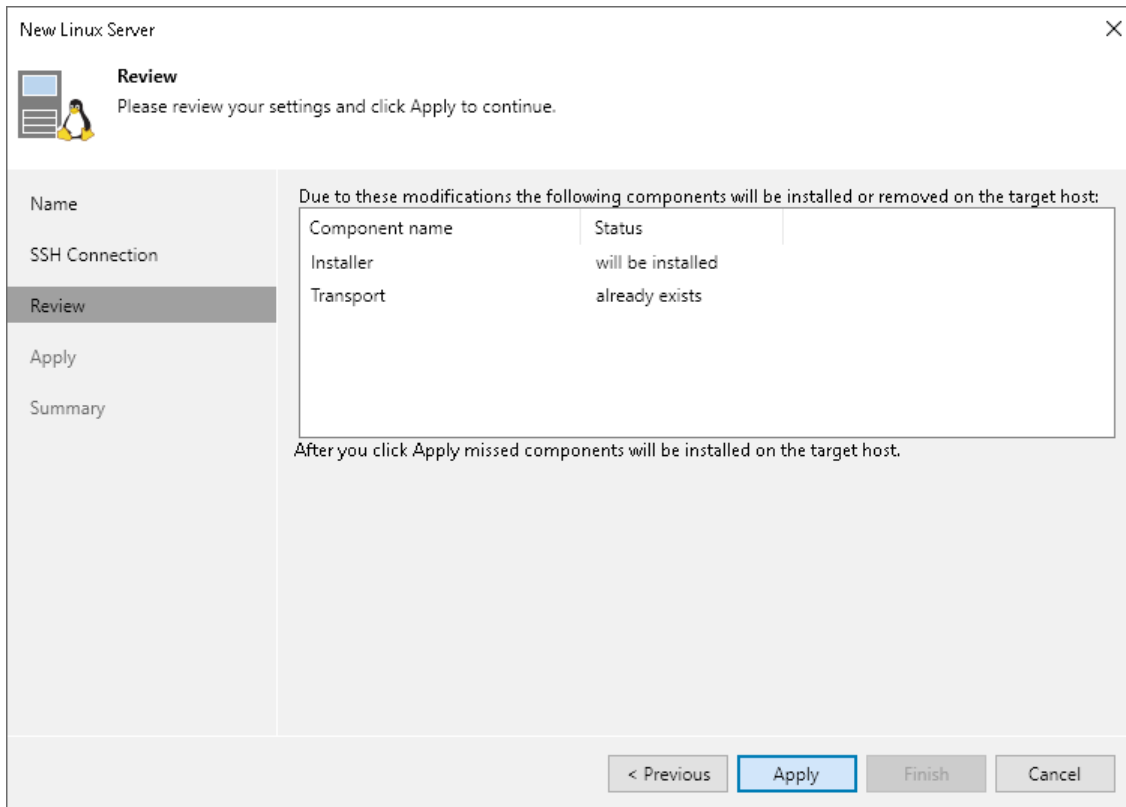 New Linux Server
Review
Please review your settings and click Apply to continue.
Name
SSH Connection
Review
Apply
Summary
Due to these modifications the following components will be installed or removed on the target host:
Component name Status
Installer will be installed
Transport already exists
After you click Apply missed components will be installed on the target host.
< Previous Apply Finish Cancel